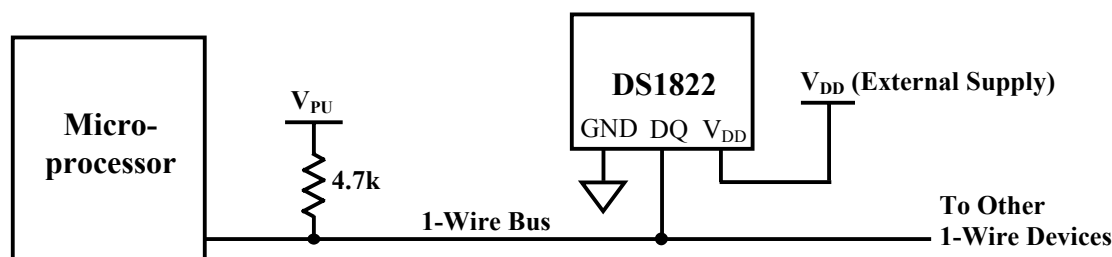 Micro-
processor
V_PU
4.7k
1-Wire Bus
DS1822
GND DQ V_DD
V_DD (External Supply)
To Other
1-Wire Devices